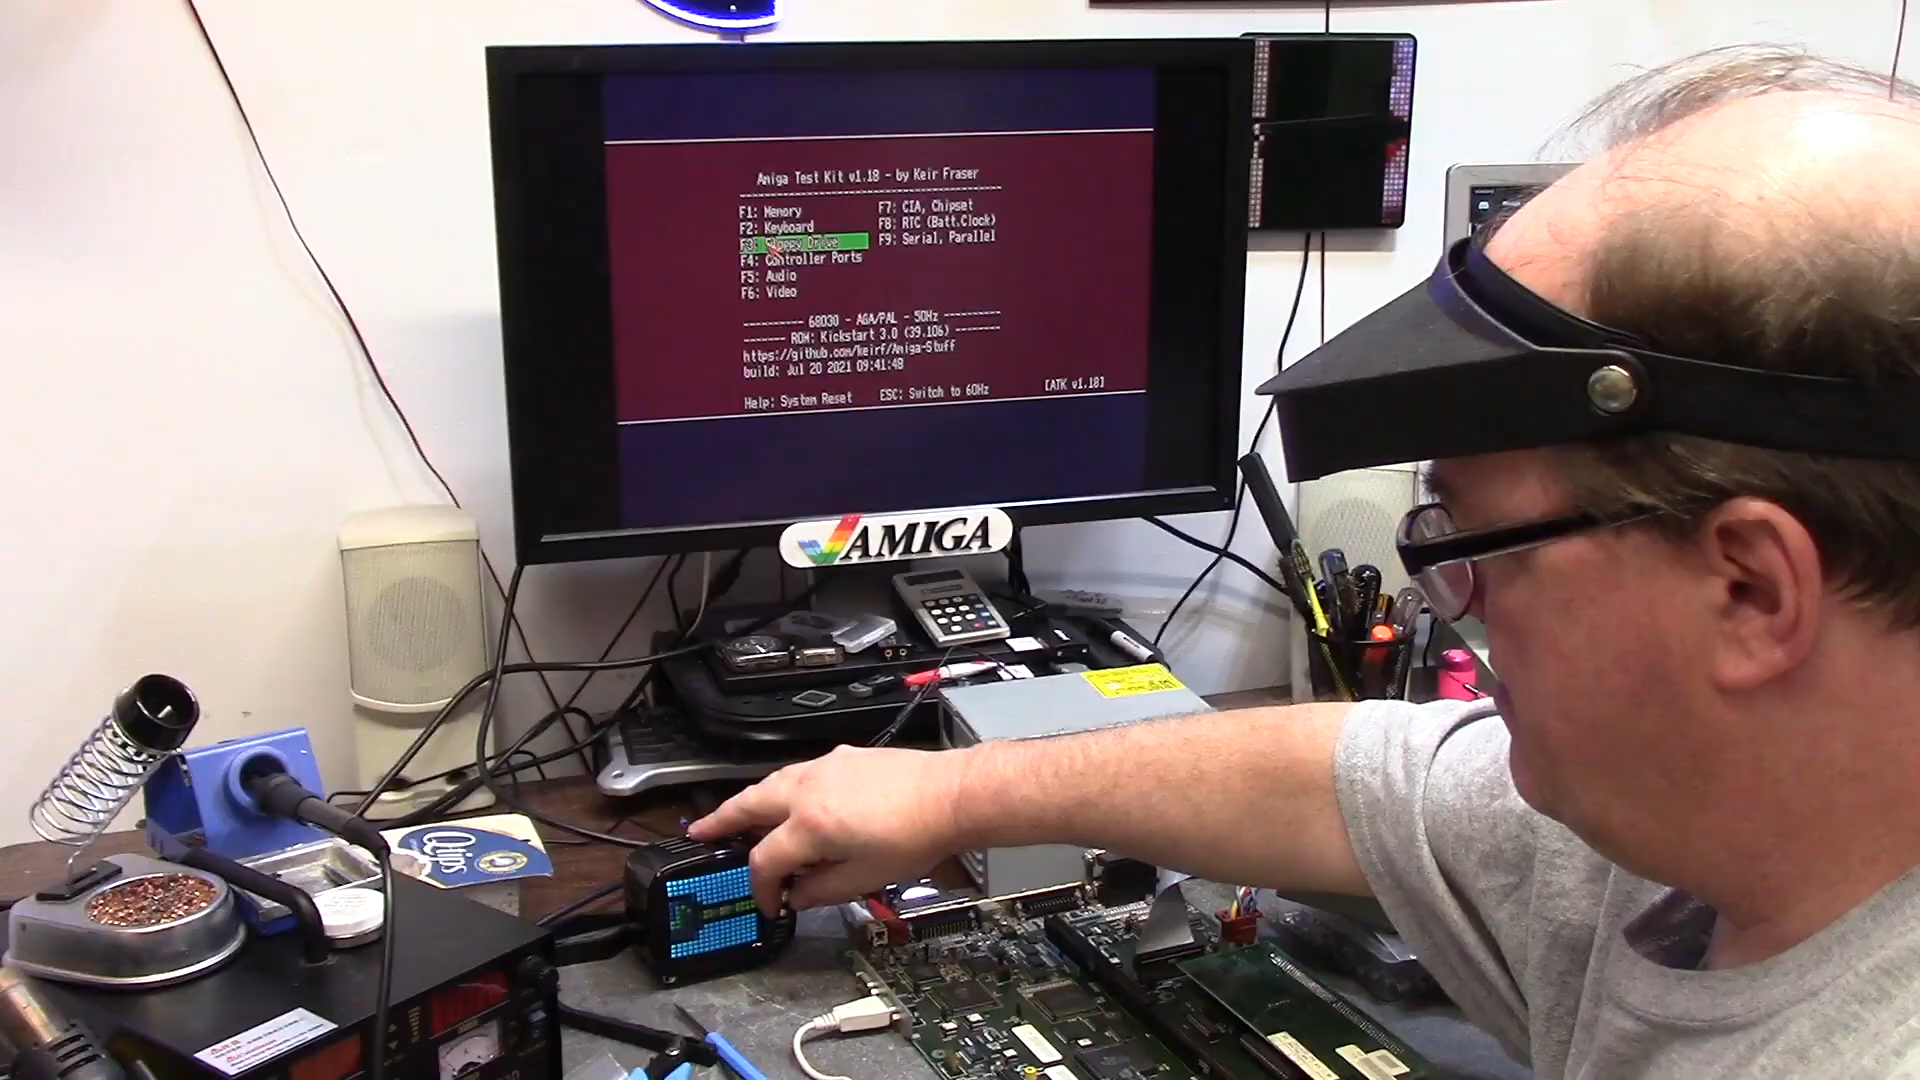 Amiga Test Kit v1.18 - by Keir Fraser
F1: Memory
F2: Keyboard
F3: Floppy Drive
F4: Controller Ports
F5: Audio
F6: Video
F7: CIA, Chipset
F8: RTC (Batt.Clock)
F9: Serial, Parallel
---------- 68030 - AGA/PAL - 50Hz ----------
------- ROM: Kickstart 3.0 (39.106) -------
https://github.com/keirf/Amiga-Stuff
build: Jul 20 2021 09:41:48
Help: System Reset
ESC: Switch to 60Hz
[ATK v1.18]
AMIGA
Qtips